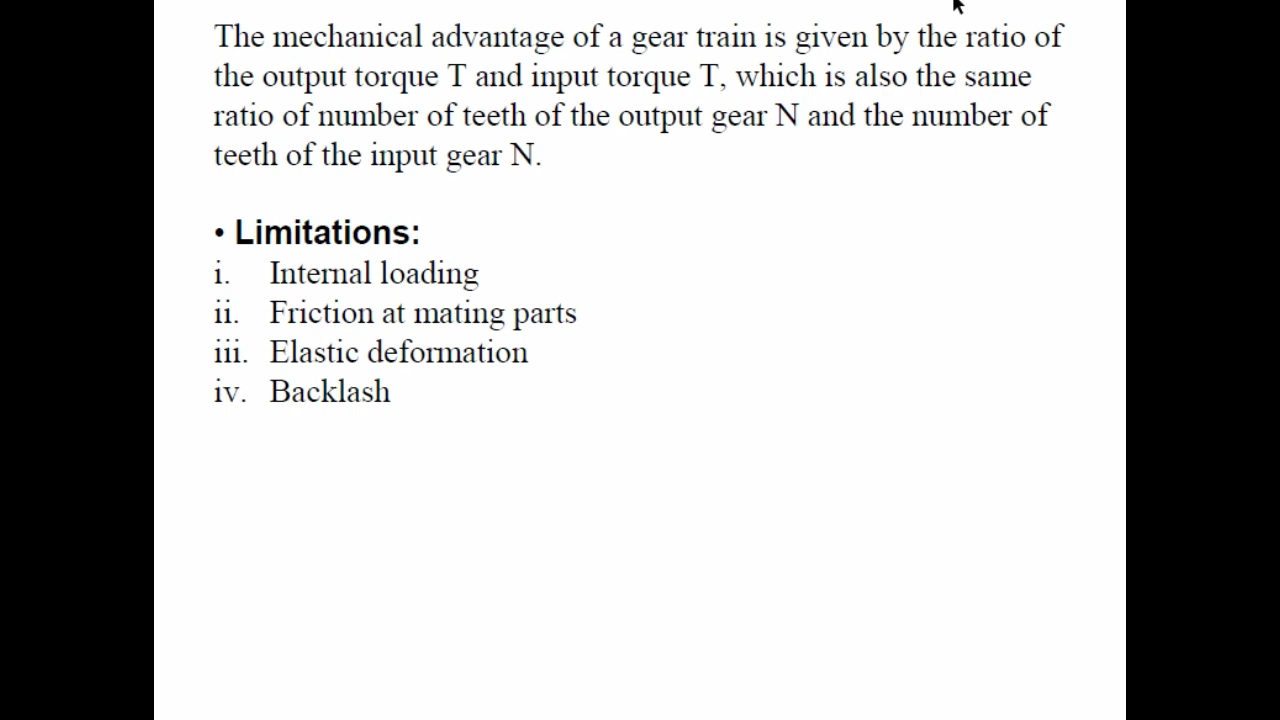 The mechanical advantage of a gear train is given by the ratio of
the output torque T and input torque T, which is also the same
ratio of number of teeth of the output gear N and the number of
teeth of the input gear N.
• Limitations:
i. Internal loading
ii. Friction at mating parts
iii. Elastic deformation
iv. Backlash